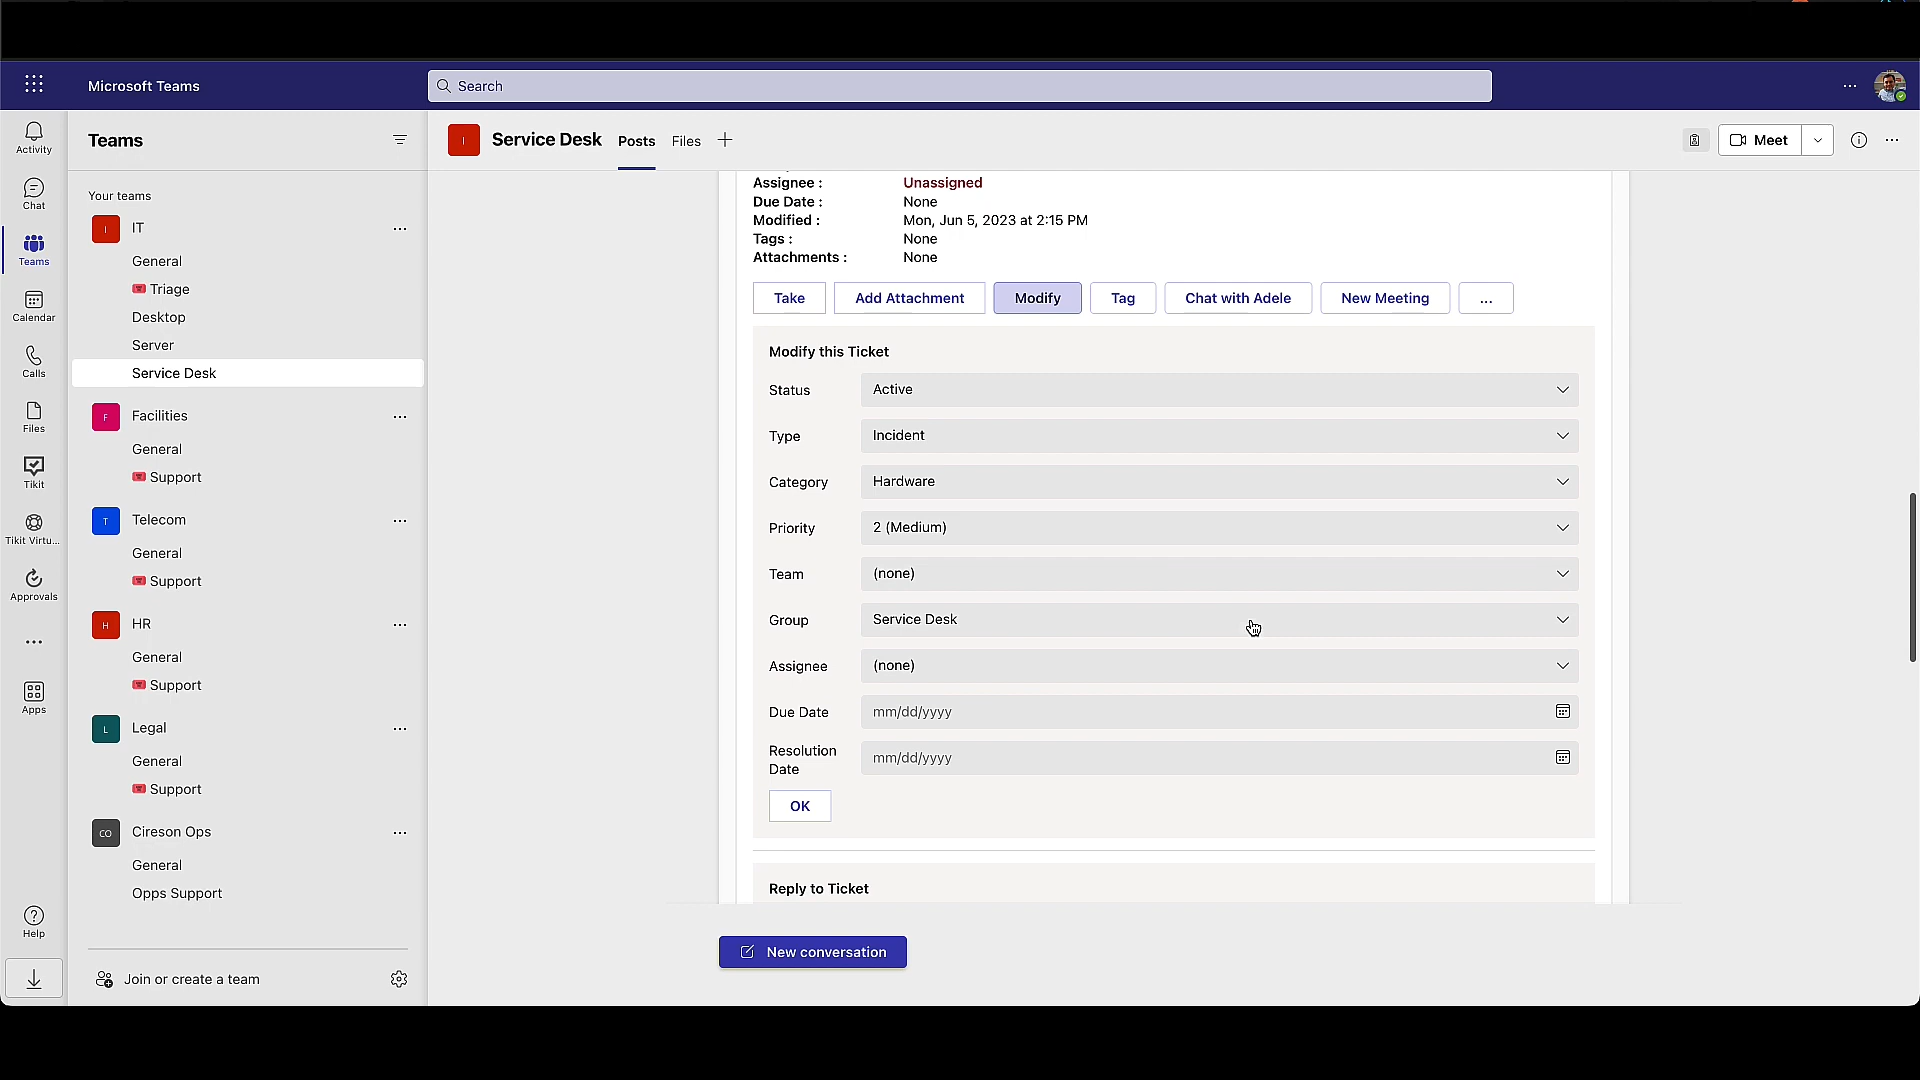 Microsoft Teams
Search
Activity
Chat
Teams
Calendar
Calls
Files
Tikit
Tikit Virtu...
Approvals
Apps
Help
Teams
Your teams
I IT
General
Triage
Desktop
Server
Service Desk
F Facilities
General
Support
T Telecom
General
Support
H HR
General
Support
L Legal
General
Support
CO Cireson Ops
General
Opps Support
Join or create a team
I Service Desk Posts Files
Meet
Assignee : Unassigned
Due Date : None
Modified : Mon, Jun 5, 2023 at 2:15 PM
Tags : None
Attachments : None
Take Add Attachment Modify Tag Chat with Adele New Meeting ...
Modify this Ticket
Status Active
Type Incident
Category Hardware
Priority 2 (Medium)
Team (none)
Group Service Desk
Assignee (none)
Due Date mm/dd/yyyy
Resolution
Date mm/dd/yyyy
OK
Reply to Ticket
New conversation